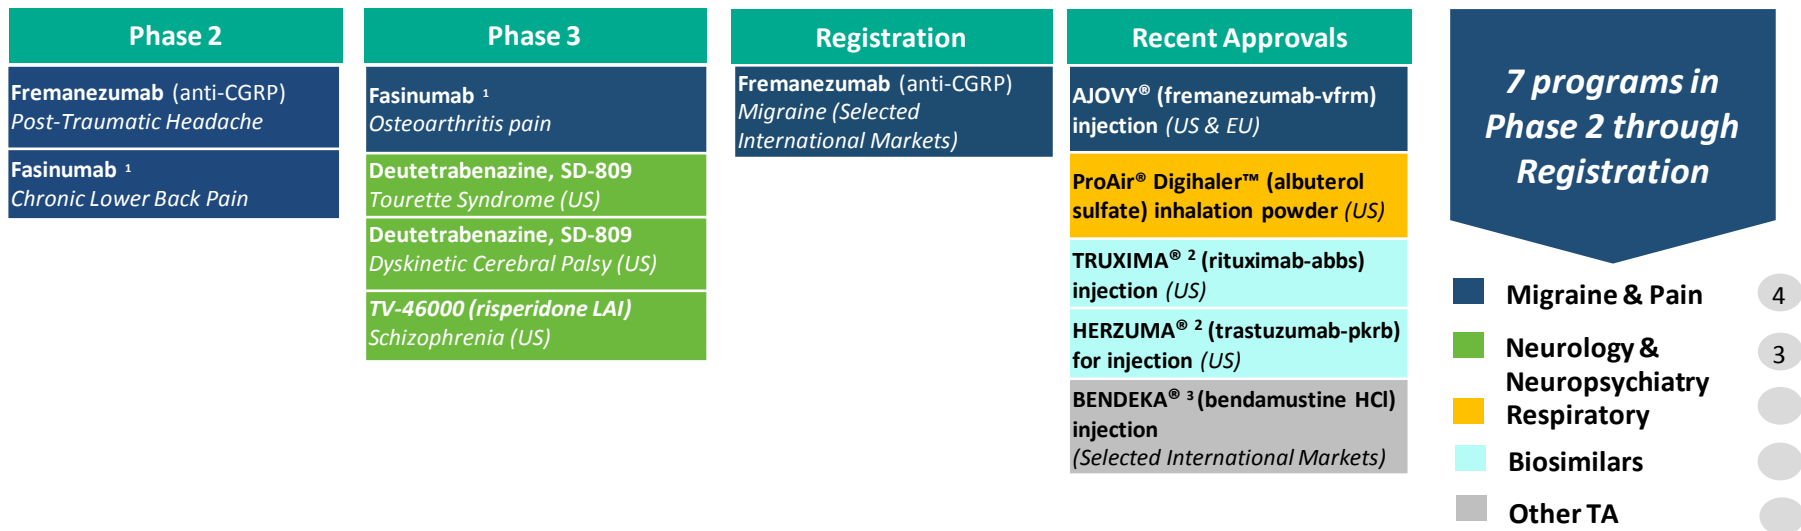 Phase 2
Fremanezumab (anti-CGRP)
Post-Traumatic Headache
Fasinumab 1
Chronic Lower Back Pain
Phase 3
Fasinumab 1
Osteoarthritis pain
Deutetrabenazine, SD-809
Tourette Syndrome (US)
Deutetrabenazine, SD-809
Dyskinetic Cerebral Palsy (US)
TV-46000 (risperidone LAI)
Schizophrenia (US)
Registration
Fremanezumab (anti-CGRP)
Migraine (Selected
International Markets)
Recent Approvals
AJOVY® (fremanezumab-vfrm)
injection (US & EU)
ProAir® Digihaler™ (albuterol
sulfate) inhalation powder (US)
TRUXIMA® 2 (rituximab-abbs)
injection (US)
HERZUMA® 2 (trastuzumab-pkrb)
for injection (US)
BENDEKA® 3 (bendamustine HCl)
injection
(Selected International Markets)
7 programs in
Phase 2 through
Registration
Migraine & Pain 4
Neurology & 3
Neuropsychiatry
Respiratory
Biosimilars
Other TA